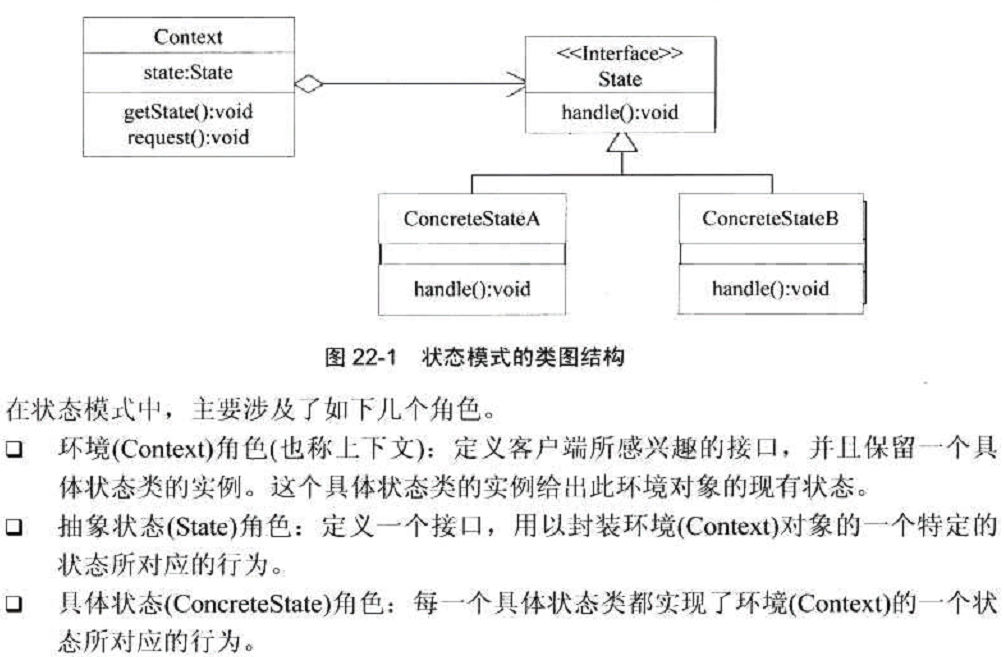 Context
state:State
getState():void
request():void
<<Interface>>
State
handle():void
ConcreteStateA
handle():void
ConcreteStateB
handle():void
图 22-1 状态模式的类图结构
在状态模式中，主要涉及了如下几个角色。
❑ 环境(Context)角色(也称上下文)：定义客户端所感兴趣的接口，并且保留一个具
体状态类的实例。这个具体状态类的实例给出此环境对象的现有状态。
❑ 抽象状态(State)角色：定义一个接口，用以封装环境(Context)对象的一个特定的
状态所对应的行为。
❑ 具体状态(ConcreteState)角色：每一个具体状态类都实现了环境(Context)的一个状
态所对应的行为。